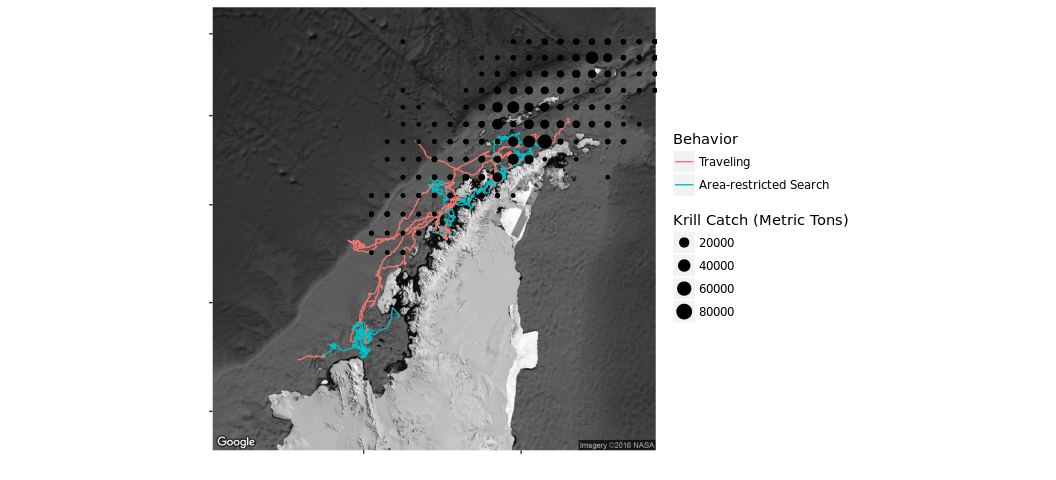 Behavior
Traveling
Area-restricted Search
Krill Catch (Metric Tons)
20000
40000
60000
80000
Google
Imagery ©2016 NASA